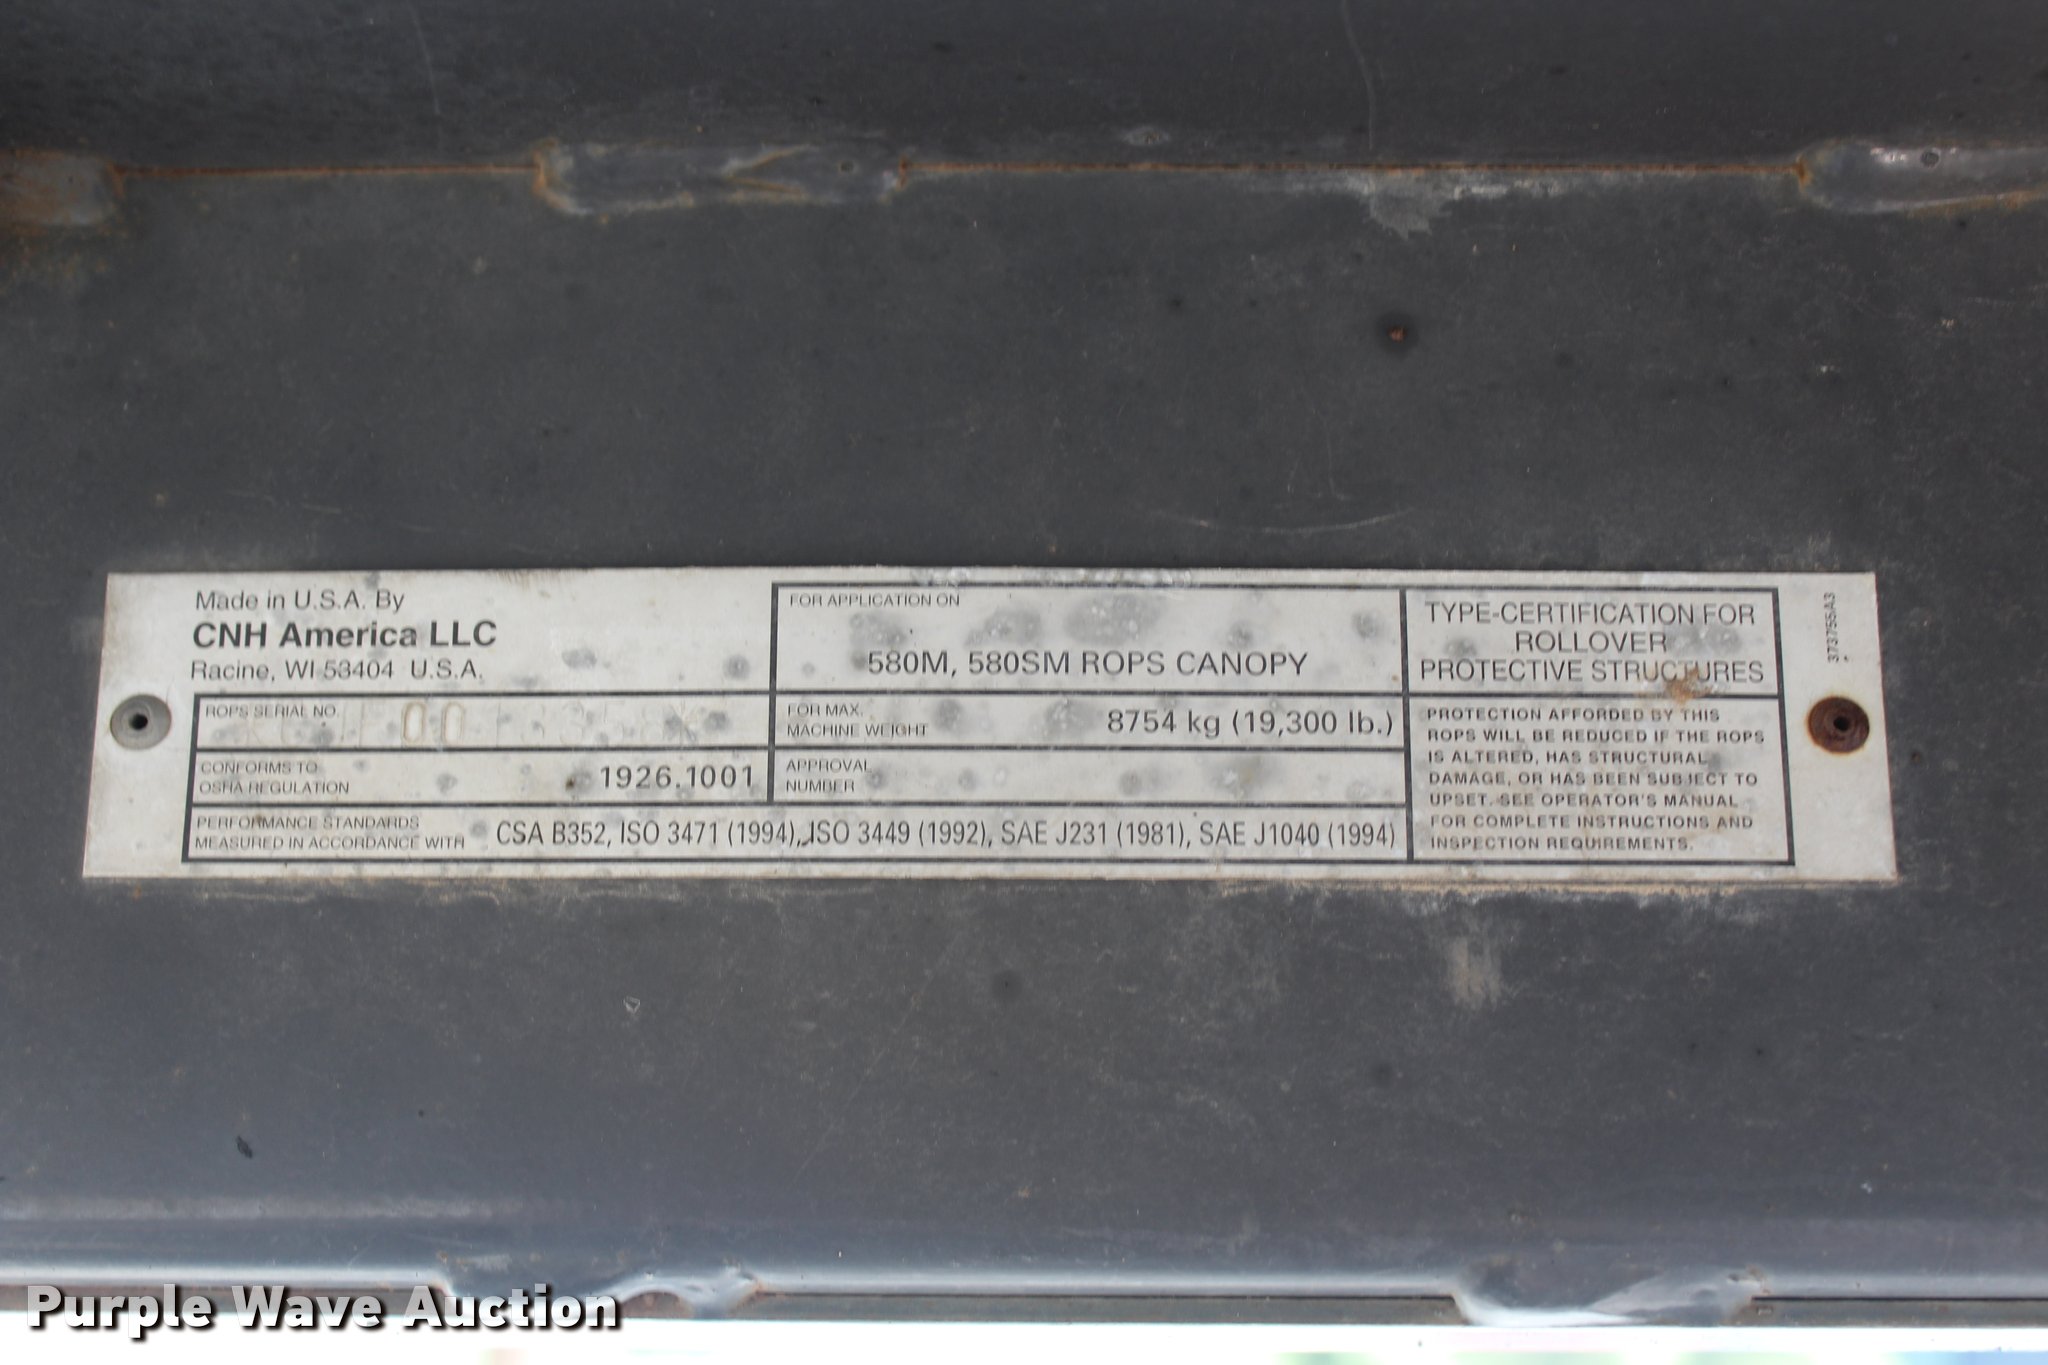 Made in U.S.A. By
CNH America LLC
Racine, WI 53404 U.S.A.
ROPS SERIAL NO.
CONFORMS TO
OSHA REGULATION
1926.1001
PERFORMANCE STANDARDS
MEASURED IN ACCORDANCE WITH
CSA B352, ISO 3471 (1994), ISO 3449 (1992), SAE J231 (1981), SAE J1040 (1994)
FOR APPLICATION ON
580M, 580SM ROPS CANOPY
FOR MAX.
MACHINE WEIGHT
8754 kg (19,300 lb.)
APPROVAL
NUMBER
TYPE-CERTIFICATION FOR
ROLLOVER
PROTECTIVE STRUCTURES
PROTECTION AFFORDED BY THIS
ROPS WILL BE REDUCED IF THE ROPS
IS ALTERED, HAS STRUCTURAL
DAMAGE, OR HAS BEEN SUBJECT TO
UPSET. SEE OPERATOR'S MANUAL
FOR COMPLETE INSTRUCTIONS AND
INSPECTION REQUIREMENTS.
373755A3
Purple Wave Auction